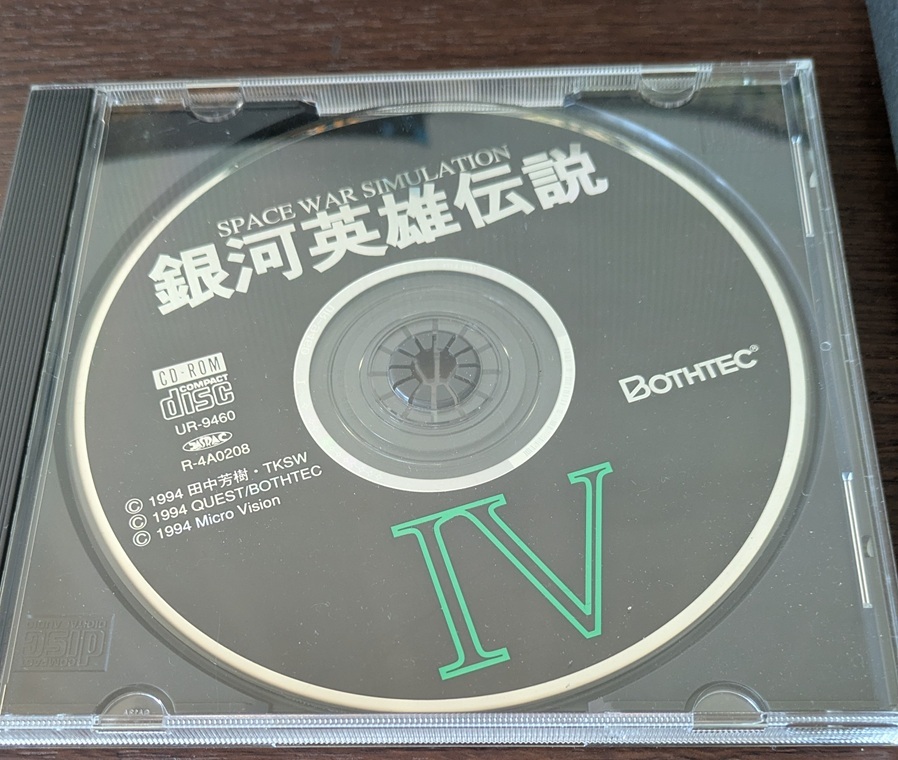 SPACE WAR SIMULATION
銀河英雄伝説
CD-ROM
COMPACT
disc
BOTHTEC®
UR-9460
JASRAC
R-4A0208
© 1994 田中芳樹・TKSW
© 1994 QUEST/BOTHTEC
© 1994 Micro Vision
IV